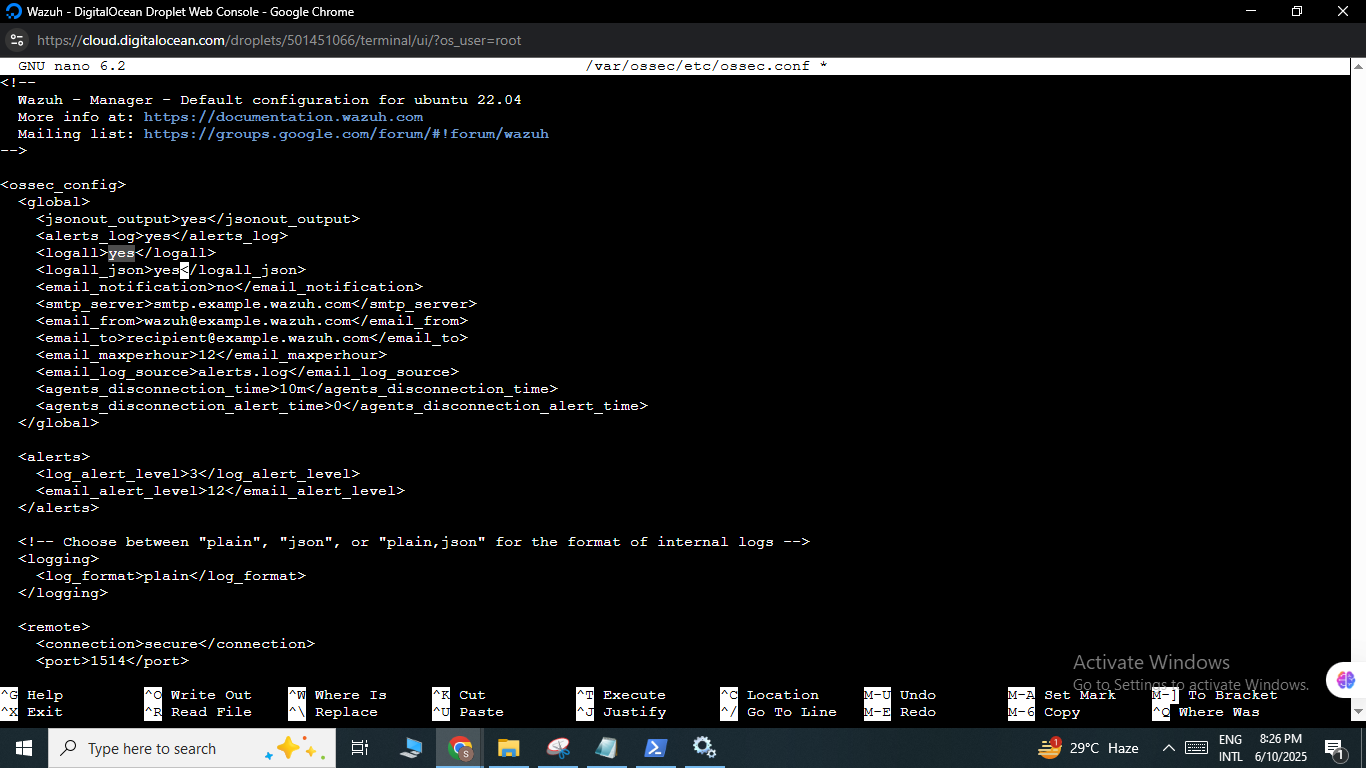 Wazuh - DigitalOcean Droplet Web Console - Google Chrome
https://cloud.digitalocean.com/droplets/501451066/terminal/ui/?os_user=root
GNU nano 6.2 /var/ossec/etc/ossec.conf *
<!--
Wazuh - Manager - Default configuration for ubuntu 22.04
More info at: https://documentation.wazuh.com
Mailing list: https://groups.google.com/forum/#!forum/wazuh
-->
<ossec_config>
<global>
<jsonout_output>yes</jsonout_output>
<alerts_log>yes</alerts_log>
<logall>yes</logall>
<logall_json>yes</logall_json>
<email_notification>no</email_notification>
<smtp_server>smtp.example.wazuh.com</smtp_server>
<email_from>wazuh@example.wazuh.com</email_from>
<email_to>recipient@example.wazuh.com</email_to>
<email_maxperhour>12</email_maxperhour>
<email_log_source>alerts.log</email_log_source>
<agents_disconnection_time>10m</agents_disconnection_time>
<agents_disconnection_alert_time>0</agents_disconnection_alert_time>
</global>
<alerts>
<log_alert_level>3</log_alert_level>
<email_alert_level>12</email_alert_level>
</alerts>
<!-- Choose between "plain", "json", or "plain,json" for the format of internal logs -->
<logging>
<log_format>plain</log_format>
</logging>
<remote>
<connection>secure</connection>
<port>1514</port>
Activate Windows
Go to Settings to activate Windows.
^G Help ^O Write Out ^W Where Is ^K Cut ^T Execute ^C Location M-U Undo M-A Set Mark M-] To Bracket
^X Exit ^R Read File ^\ Replace ^U Paste ^J Justify ^/ Go To Line M-E Redo M-6 Copy ^Q Where Was
Type here to search
1
29°C Haze
ENG
INTL
8:26 PM
6/10/2025
1